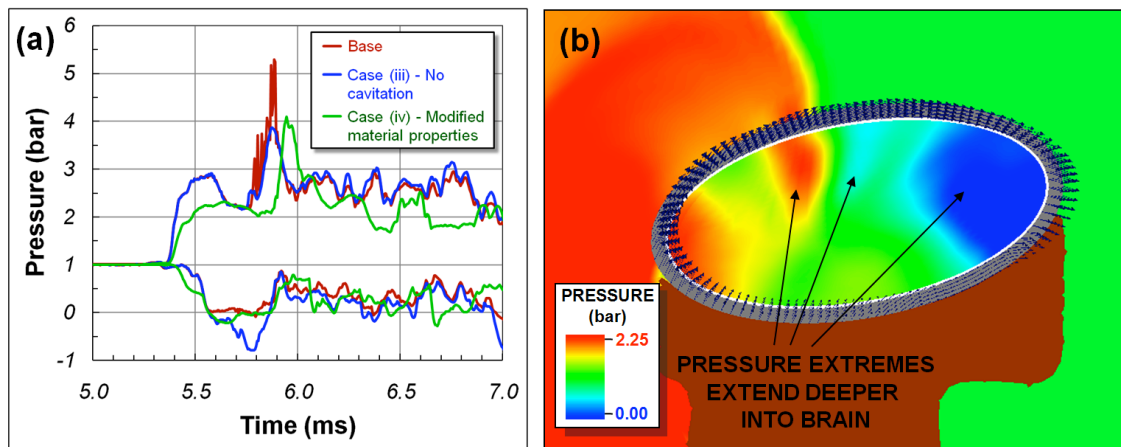 (a)
6
5
4
3
2
1
0
-1
Pressure (bar)
Base
Case (iii) - No
cavitation
Case (iv) - Modified
material properties
5.0
5.5
6.0
6.5
7.0
Time (ms)
(b)
PRESSURE
(bar)
2.25
0.00
PRESSURE EXTREMES
EXTEND DEEPER
INTO BRAIN